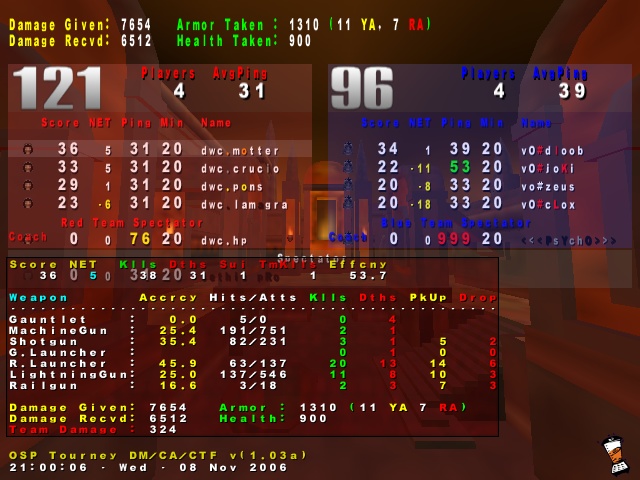 Damage Given: 7654 Armor Taken : 1310 (11 YA, 7 RA)
Damage Recvd: 6512 Health Taken: 900
121 Players AvgPing
4 31
Score NET Ping Min Name
36 5 31 20 dwc.motter
33 5 31 20 dwc.crucio
29 1 31 20 dwc.pons
23 -6 31 20 dwc.lamgra
Red Team Spectator
Coach 0 0 76 20 dwc.hp
96 Players AvgPing
4 39
Score NET Ping Min Name
34 1 39 20 vO#dloob
22 -11 53 20 vO#joKi
20 -8 33 20 vO#zeus
20 -18 33 20 vO#cLox
Blue Team Spectator
Coach 0 0 999 20 <<<PsYchO>>>
Spectator
Score NET Klls Dths Sui TmKlls Effcny
36 5 38 31 1 1 53.7
Weapon Accrcy Hits/Atts Klls Dths PkUp Drop
Gauntlet : 0.0 5/0 0 4
MachineGun : 25.4 191/751 2 1
Shotgun : 35.4 82/231 3 1 5 2
G.Launcher : 0 1 0 0
R.Launcher : 45.9 63/137 20 13 14 6
LightningGun: 25.0 137/546 11 8 10 3
Railgun : 16.6 3/18 2 3 7 3
Damage Given: 7654 Armor : 1310 (11 YA 7 RA)
Damage Recvd: 6512 Health: 900
Team Damage : 324
OSP Tourney DM/CA/CTF v(1.03a)
21:00:06 - Wed - 08 Nov 2006